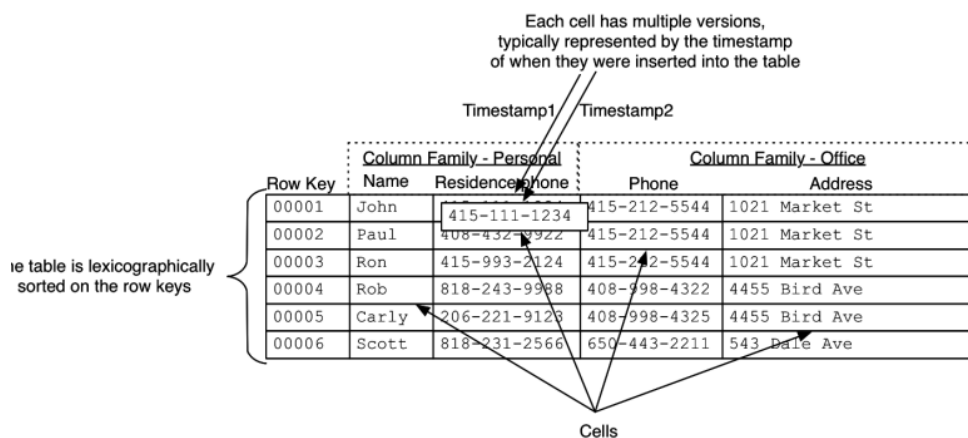 Each cell has multiple versions,
typically represented by the timestamp
of when they were inserted into the table
Timestamp1 Timestamp2
Column Family - Personal Column Family - Office
Row Key Name Residence phone Phone Address
00001 John 415-212-5544 1021 Market St
415-111-1234
00002 Paul 408-432-9922 415-212-5544 1021 Market St
00003 Ron 415-993-2124 415-212-5544 1021 Market St
00004 Rob 818-243-9988 408-998-4322 4455 Bird Ave
00005 Carly 206-221-9123 408-998-4325 4455 Bird Ave
00006 Scott 818-231-2566 650-443-2211 543 Dale Ave
he table is lexicographically
sorted on the row keys
Cells